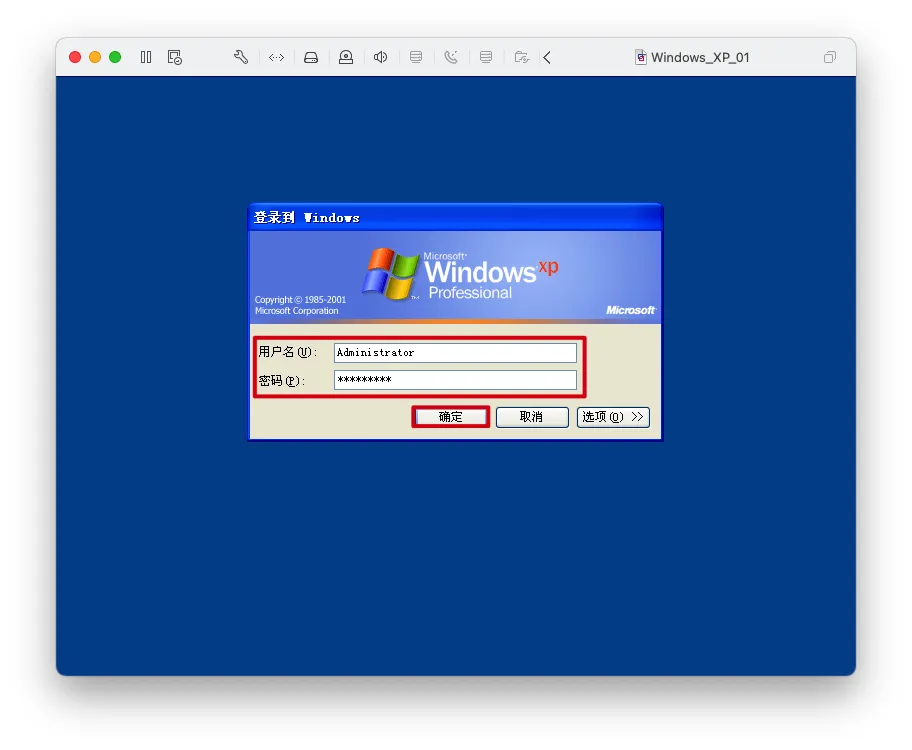 Windows_XP_01
登录到 Windows
Microsoft®
Windows xp
Professional
Copyright © 1985-2001
Microsoft Corporation
Microsoft
用户名(U):
Administrator
密码(P):
*********
确定
取消
选项(O) >>